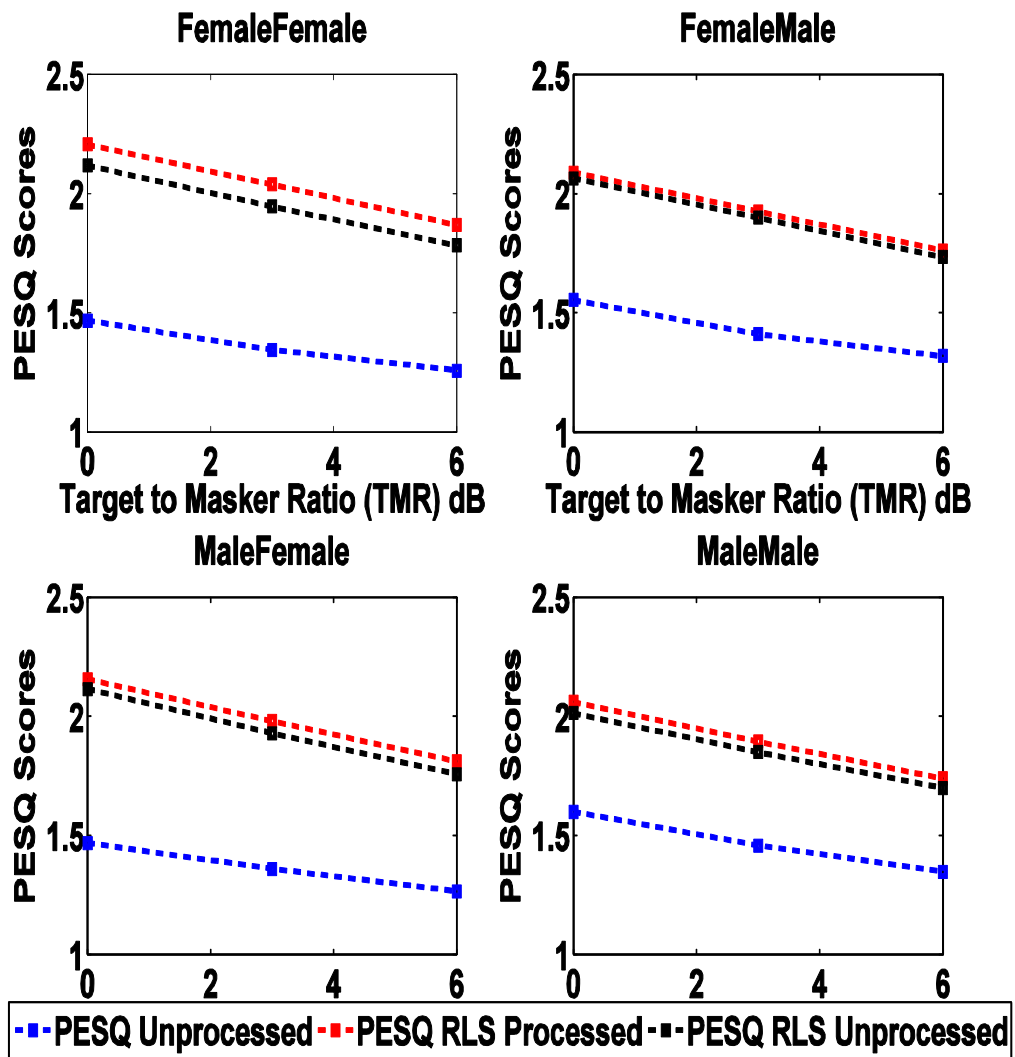 FemaleFemale
2.5
2
1.5
1
PESQ Scores
0 2 4 6
Target to Masker Ratio (TMR) dB
FemaleMale
2.5
2
1.5
1
PESQ Scores
0 2 4 6
Target to Masker Ratio (TMR) dB
MaleFemale
2.5
2
1.5
1
PESQ Scores
0 2 4 6
MaleMale
2.5
2
1.5
1
PESQ Scores
0 2 4 6
PESQ Unprocessed PESQ RLS Processed PESQ RLS Unprocessed